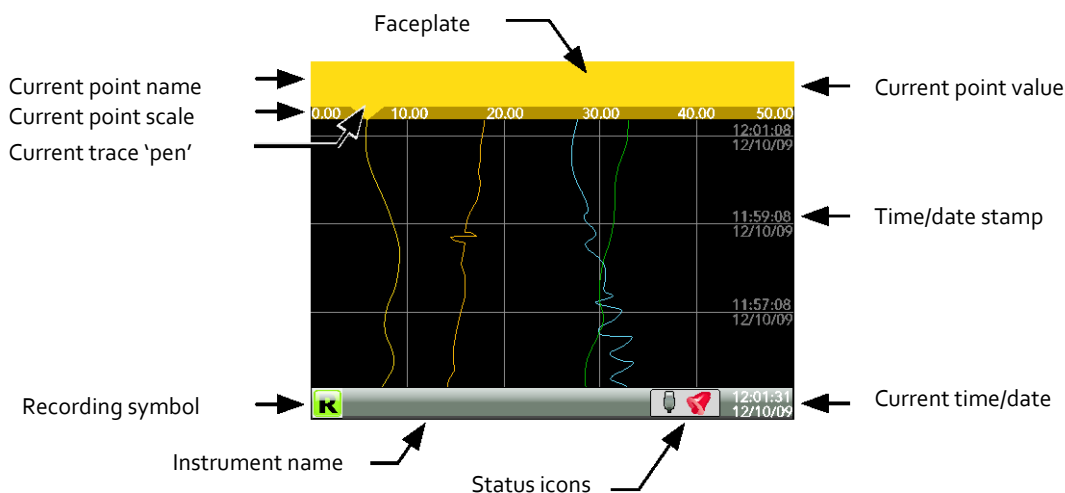 Faceplate
Current point name
Current point value
Current point scale
0.00 10.00 20.00 30.00 40.00 50.00
Current trace ‘pen’
12:01:08
12/10/09
11:59:08
12/10/09
Time/date stamp
11:57:08
12/10/09
Recording symbol
R
12:01:31
12/10/09
Current time/date
Instrument name
Status icons